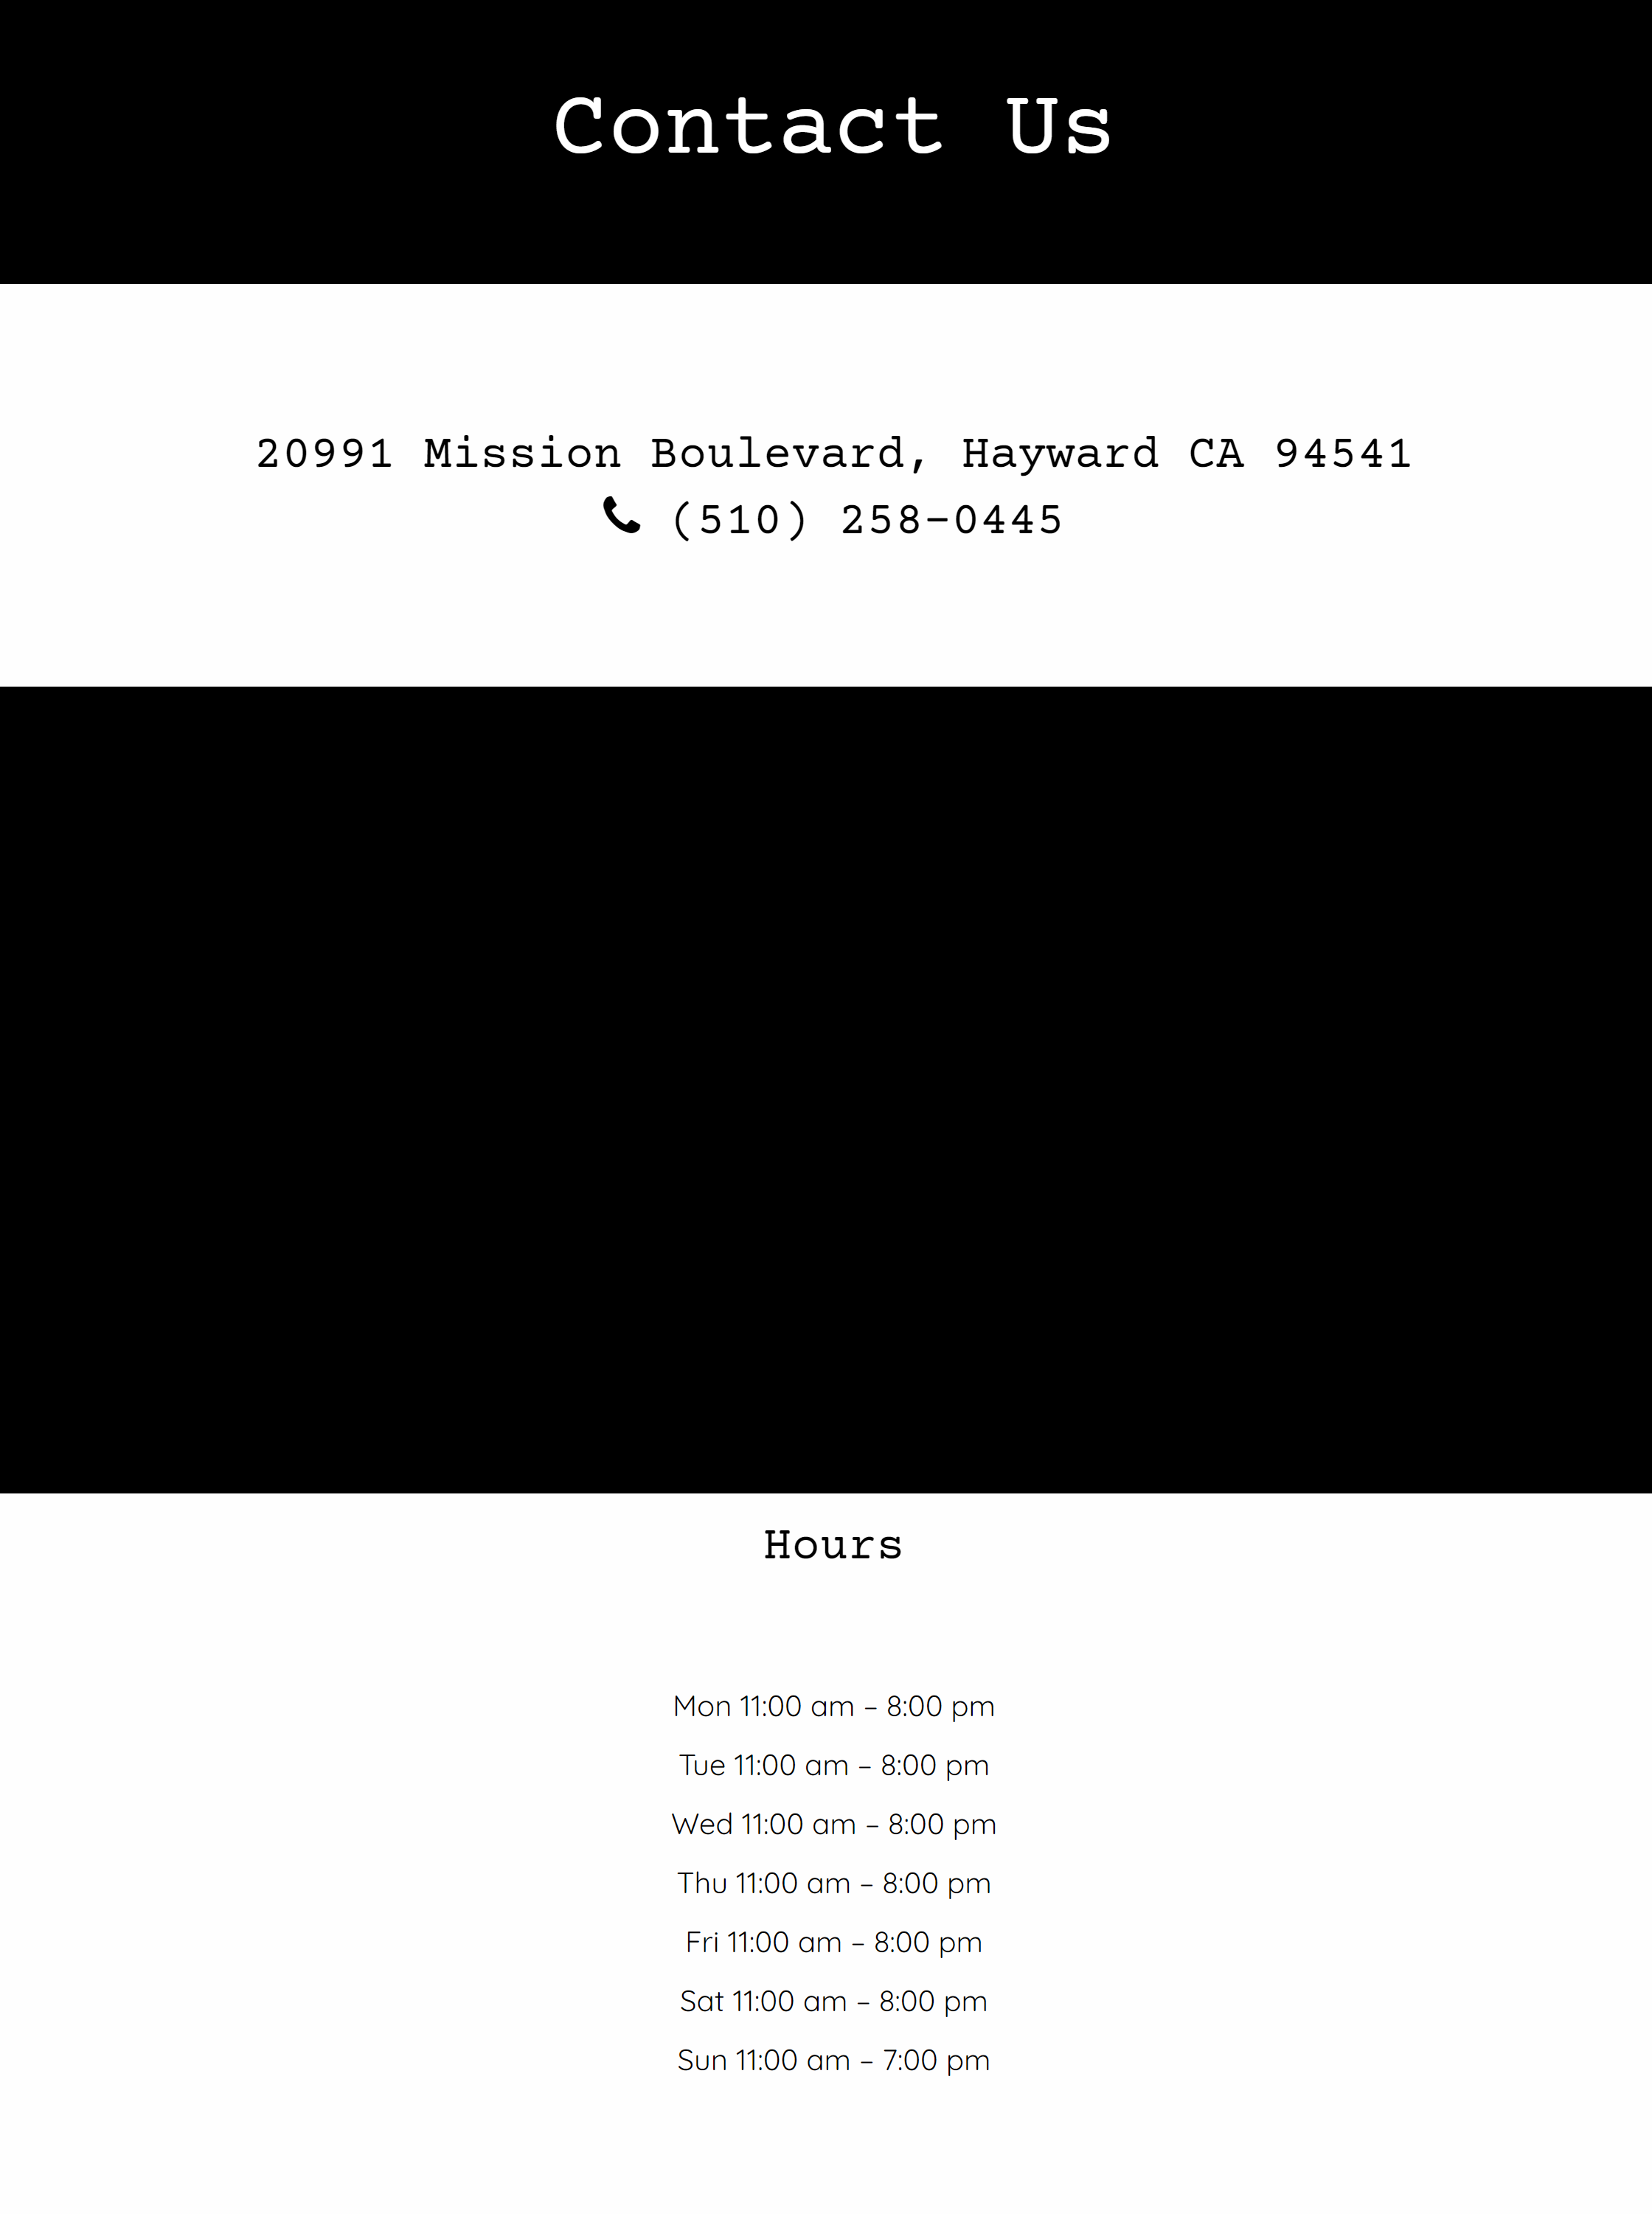 Contact Us
20991 Mission Boulevard, Hayward CA 94541
(510) 258-0445
Hours
Mon 11:00 am – 8:00 pm
Tue 11:00 am – 8:00 pm
Wed 11:00 am – 8:00 pm
Thu 11:00 am – 8:00 pm
Fri 11:00 am – 8:00 pm
Sat 11:00 am – 8:00 pm
Sun 11:00 am – 7:00 pm